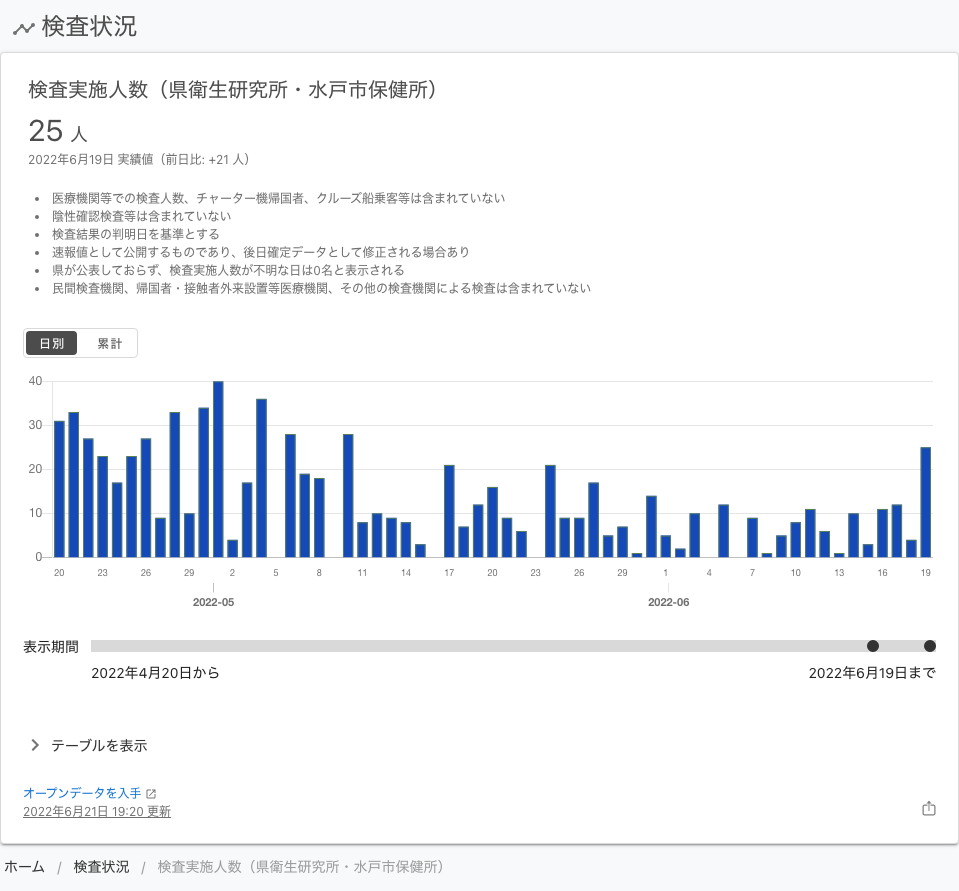 検査状況
検査実施人数（県衛生研究所・水戸市保健所）
25 人
2022年6月19日 実績値（前日比: +21 人）
• 医療機関等での検査人数、チャーター機帰国者、クルーズ船乗客等は含まれていない
• 陰性確認検査等は含まれていない
• 検査結果の判明日を基準とする
• 速報値として公開するものであり、後日確定データとして修正される場合あり
• 県が公表しておらず、検査実施人数が不明な日は0名と表示される
• 民間検査機関、帰国者・接触者外来設置等医療機関、その他の検査機関による検査は含まれていない
日別 累計
40
30
20
10
0
20 23 26 29 2 5 8 11 14 17 20 23 26 29 1 4 7 10 13 16 19
2022-05 2022-06
表示期間
2022年4月20日から 2022年6月19日まで
テーブルを表示
オープンデータを入手
2022年6月21日 19:20 更新
ホーム / 検査状況 / 検査実施人数（県衛生研究所・水戸市保健所）